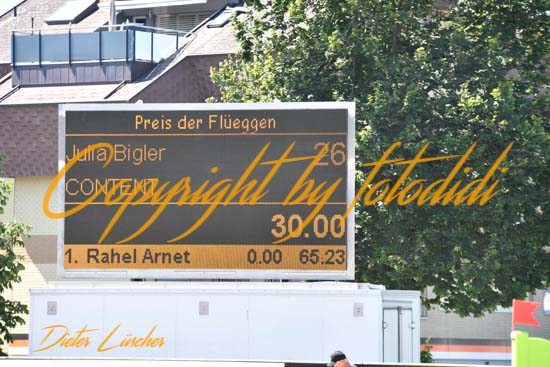 Preis der Flüeggen
Julia Bigler 26
CONTENT
Copyright by fotodidi
30.00
1. Rahel Arnet 0.00 65.23
Dieter Lüscher